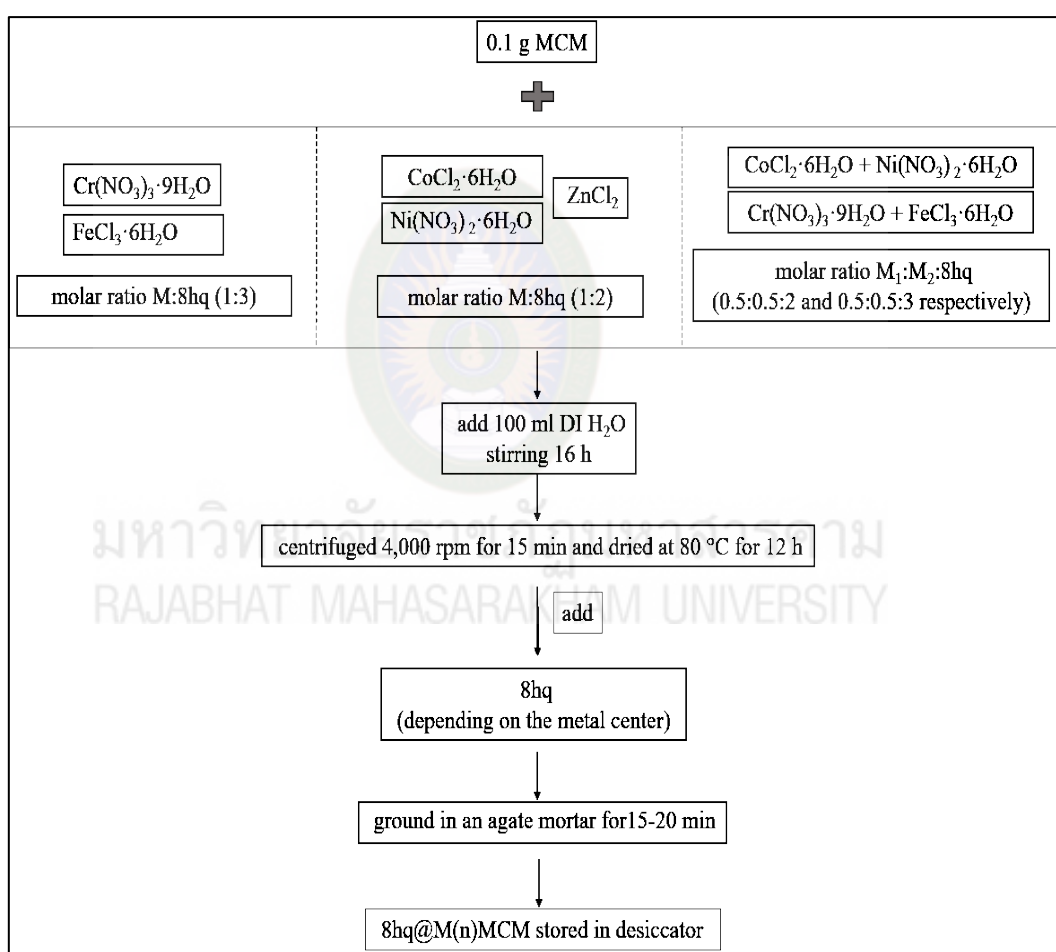 0.1 g MCM
Cr(NO₃)₃·9H₂O
FeCl₃·6H₂O
molar ratio M:8hq (1:3)
CoCl₂·6H₂O
Ni(NO₃)₂·6H₂O
ZnCl₂
molar ratio M:8hq (1:2)
CoCl₂·6H₂O + Ni(NO₃)₂·6H₂O
Cr(NO₃)₃·9H₂O + FeCl₃·6H₂O
molar ratio M₁:M₂:8hq
(0.5:0.5:2 and 0.5:0.5:3 respectively)
add 100 ml DI H₂O
stirring 16 h
มหาวิทยาลัยราชภัฏมหาสารคาม
centrifuged 4,000 rpm for 15 min and dried at 80 °C for 12 h
RAJABHAT MAHASARAKHAM UNIVERSITY
add
8hq
(depending on the metal center)
ground in an agate mortar for15-20 min
8hq@M(n)MCM stored in desiccator